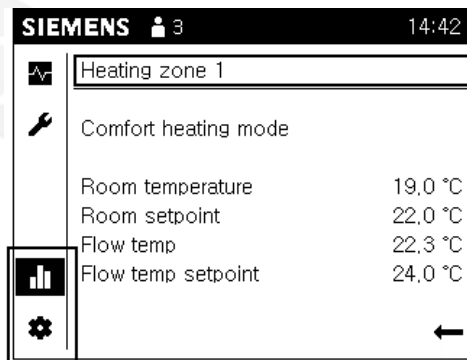 SIEMENS 3 14:42
Heating zone 1
Comfort heating mode
Room temperature 19,0 °C
Room setpoint 22,0 °C
Flow temp 22,3 °C
Flow temp setpoint 24,0 °C